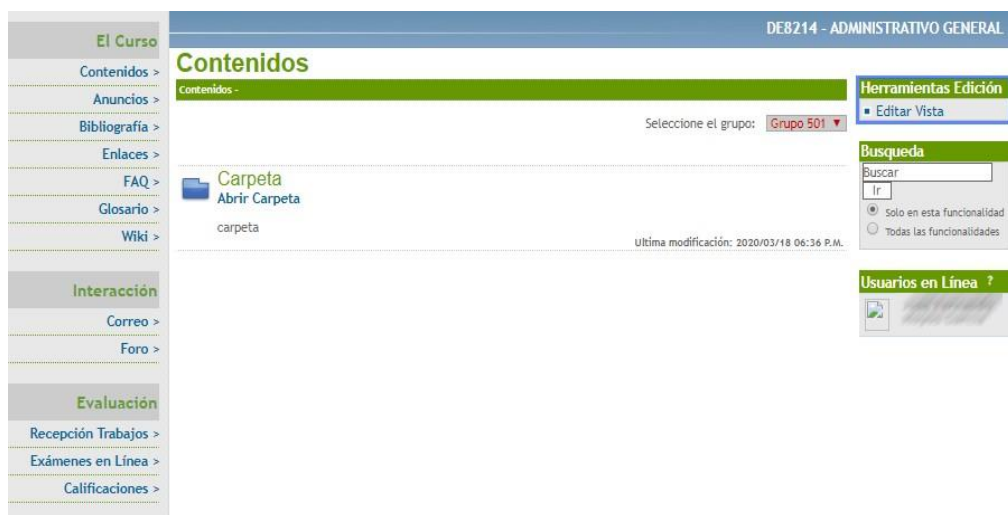 DE8214 - ADMINISTRATIVO GENERAL
El Curso
Contenidos >
Anuncios >
Bibliografía >
Enlaces >
FAQ >
Glosario >
Wiki >
Interacción
Correo >
Foro >
Evaluación
Recepción Trabajos >
Exámenes en Línea >
Calificaciones >
Contenidos
Contenidos -
Seleccione el grupo: Grupo 501 ▼
Carpeta
Abrir Carpeta
carpeta
Ultima modificación: 2020/03/18 06:36 P.M.
Herramientas Edición
Editar Vista
Busqueda
Buscar
Ir
Solo en esta funcionalidad
Todas las funcionalidades
Usuarios en Línea ?